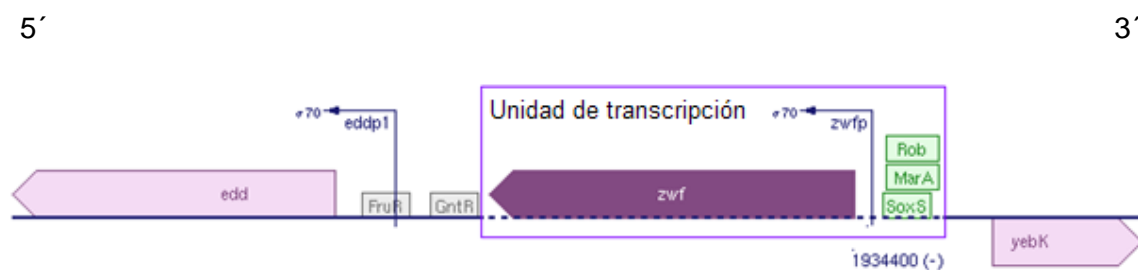 5´ 3´
Unidad de transcripción
σ70 eddp1 σ70 zwfp
Rob
MarA
edd FruR GntR zwf SoxS
yebK
1934400 (-)